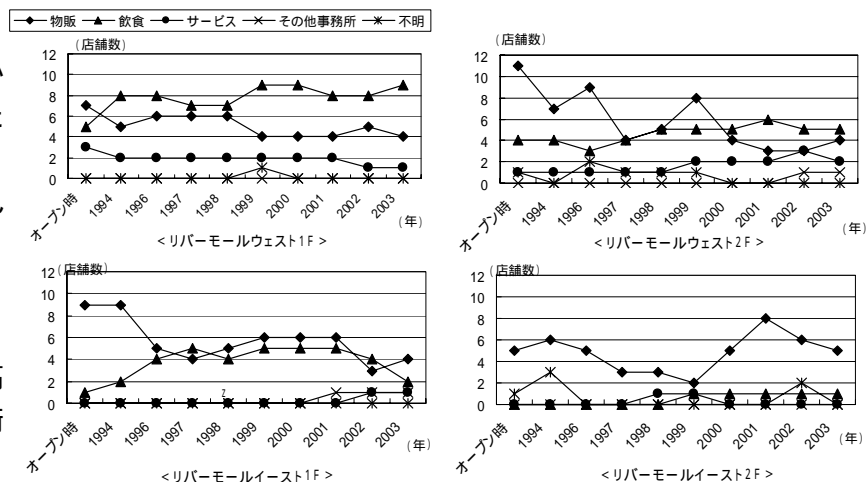 物販 飲食 サービス その他事務所 不明
(店舗数)
12
10
8
6
4
2
0
オープン時 1994 1996 1997 1998 1999 2000 2001 2002 2003
(年)
<リバーモールウェスト1F>
(店舗数)
12
10
8
6
4
2
0
オープン時 1994 1996 1997 1998 1999 2000 2001 2002 2003
(年)
<リバーモールウェスト2F>
(店舗数)
12
10
8
6
4
2
0
z
オープン時 1994 1996 1997 1998 1999 2000 2001 2002 2003
(年)
<リバーモールイースト1F>
(店舗数)
12
10
8
6
4
2
0
オープン時 1994 1996 1997 1998 1999 2000 2001 2002 2003
(年)
<リバーモールイースト2F>